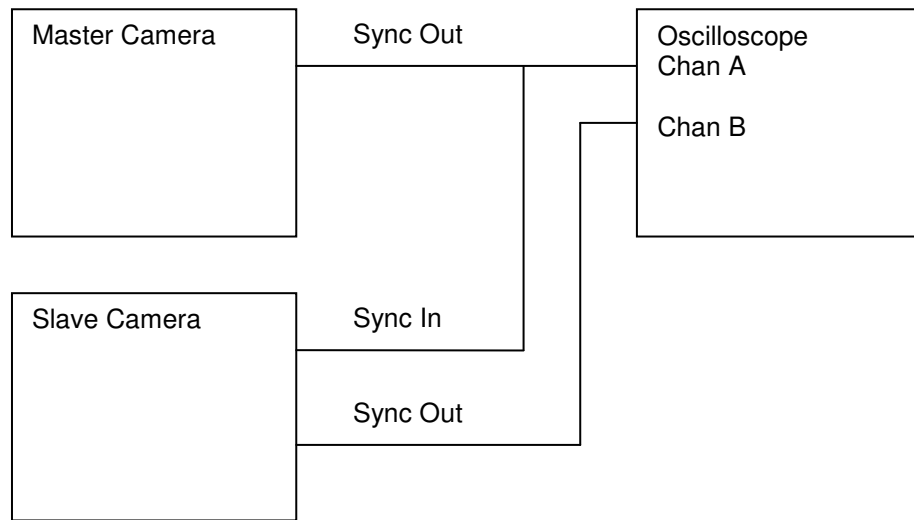 Master Camera
Sync Out
Oscilloscope
Chan A
Chan B
Slave Camera
Sync In
Sync Out